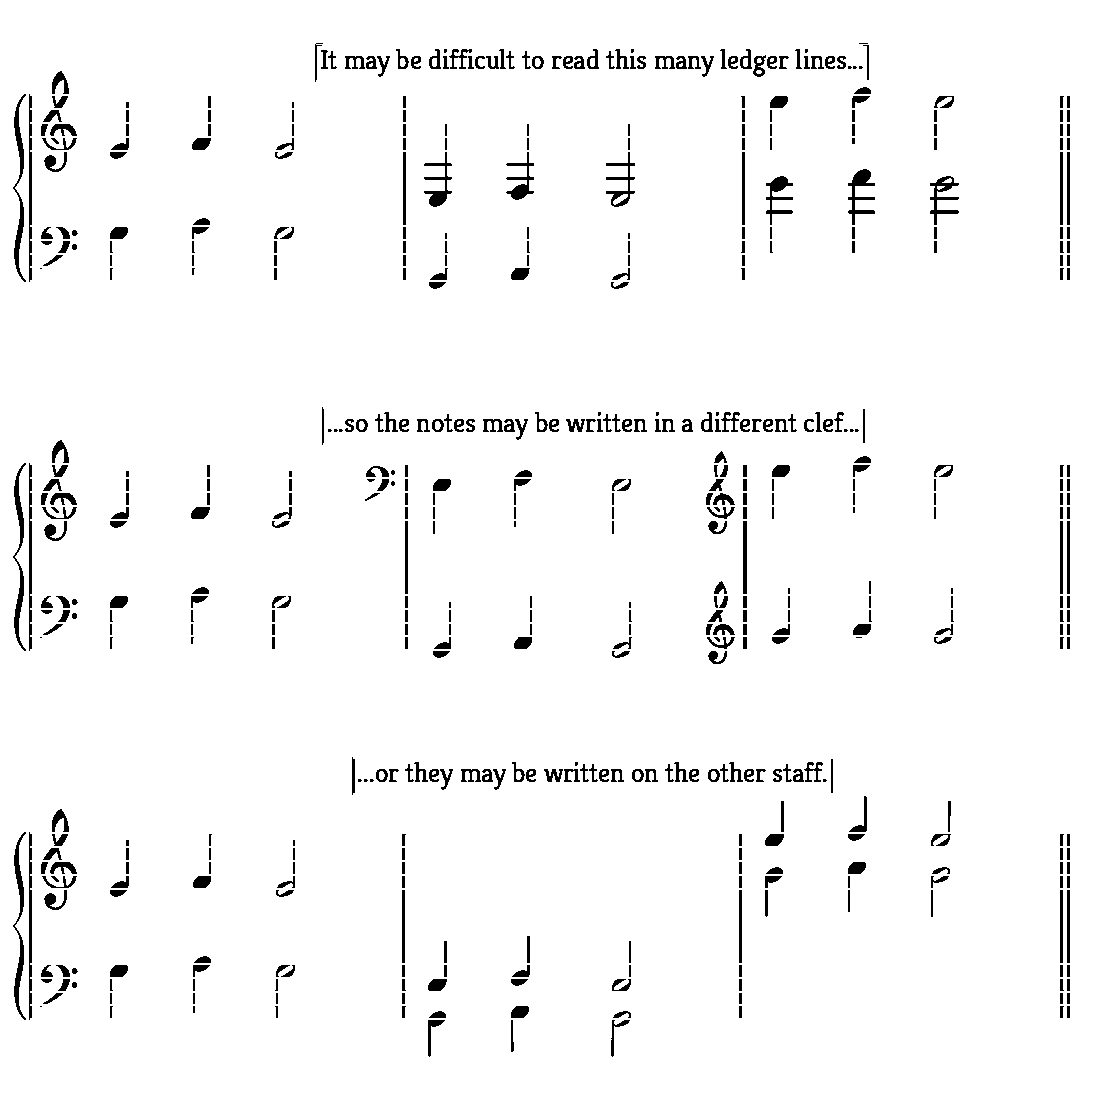 It may be difficult to read this many ledger lines...
...so the notes may be written in a different clef...
...or they may be written on the other staff.